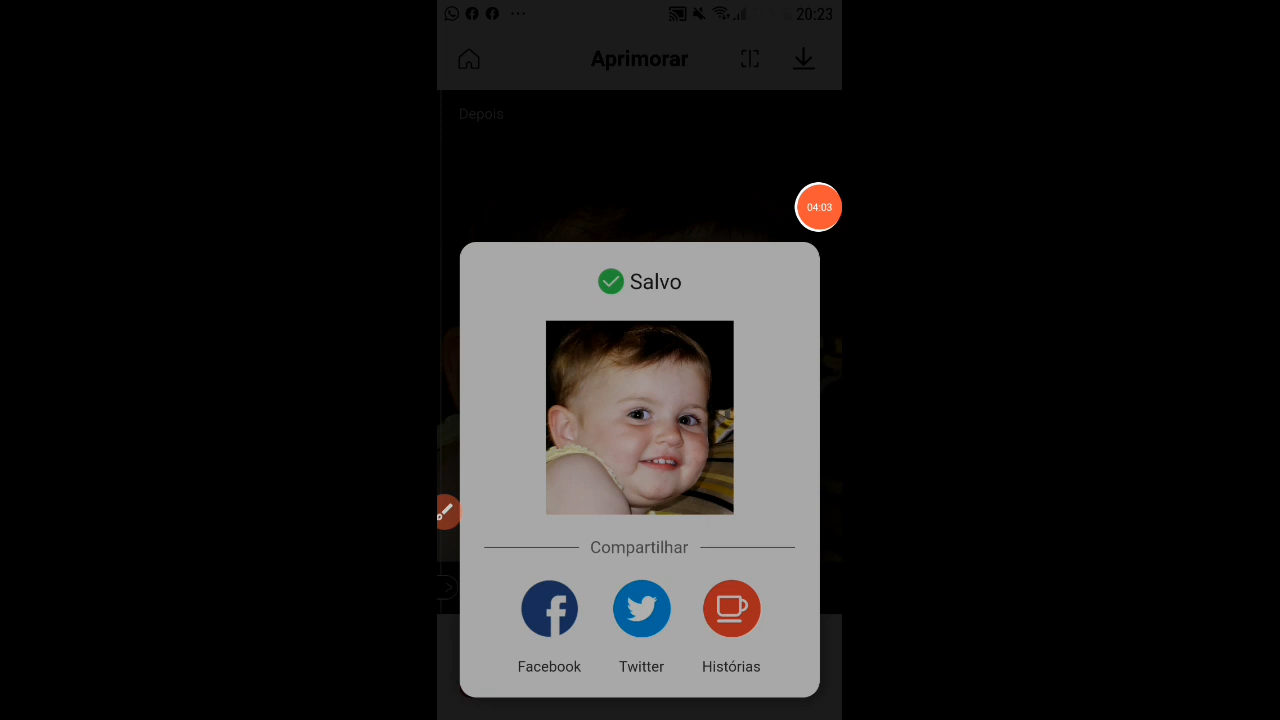 20:23
Aprimorar
Depois
04:03
Salvo
Compartilhar
Facebook
Twitter
Histórias